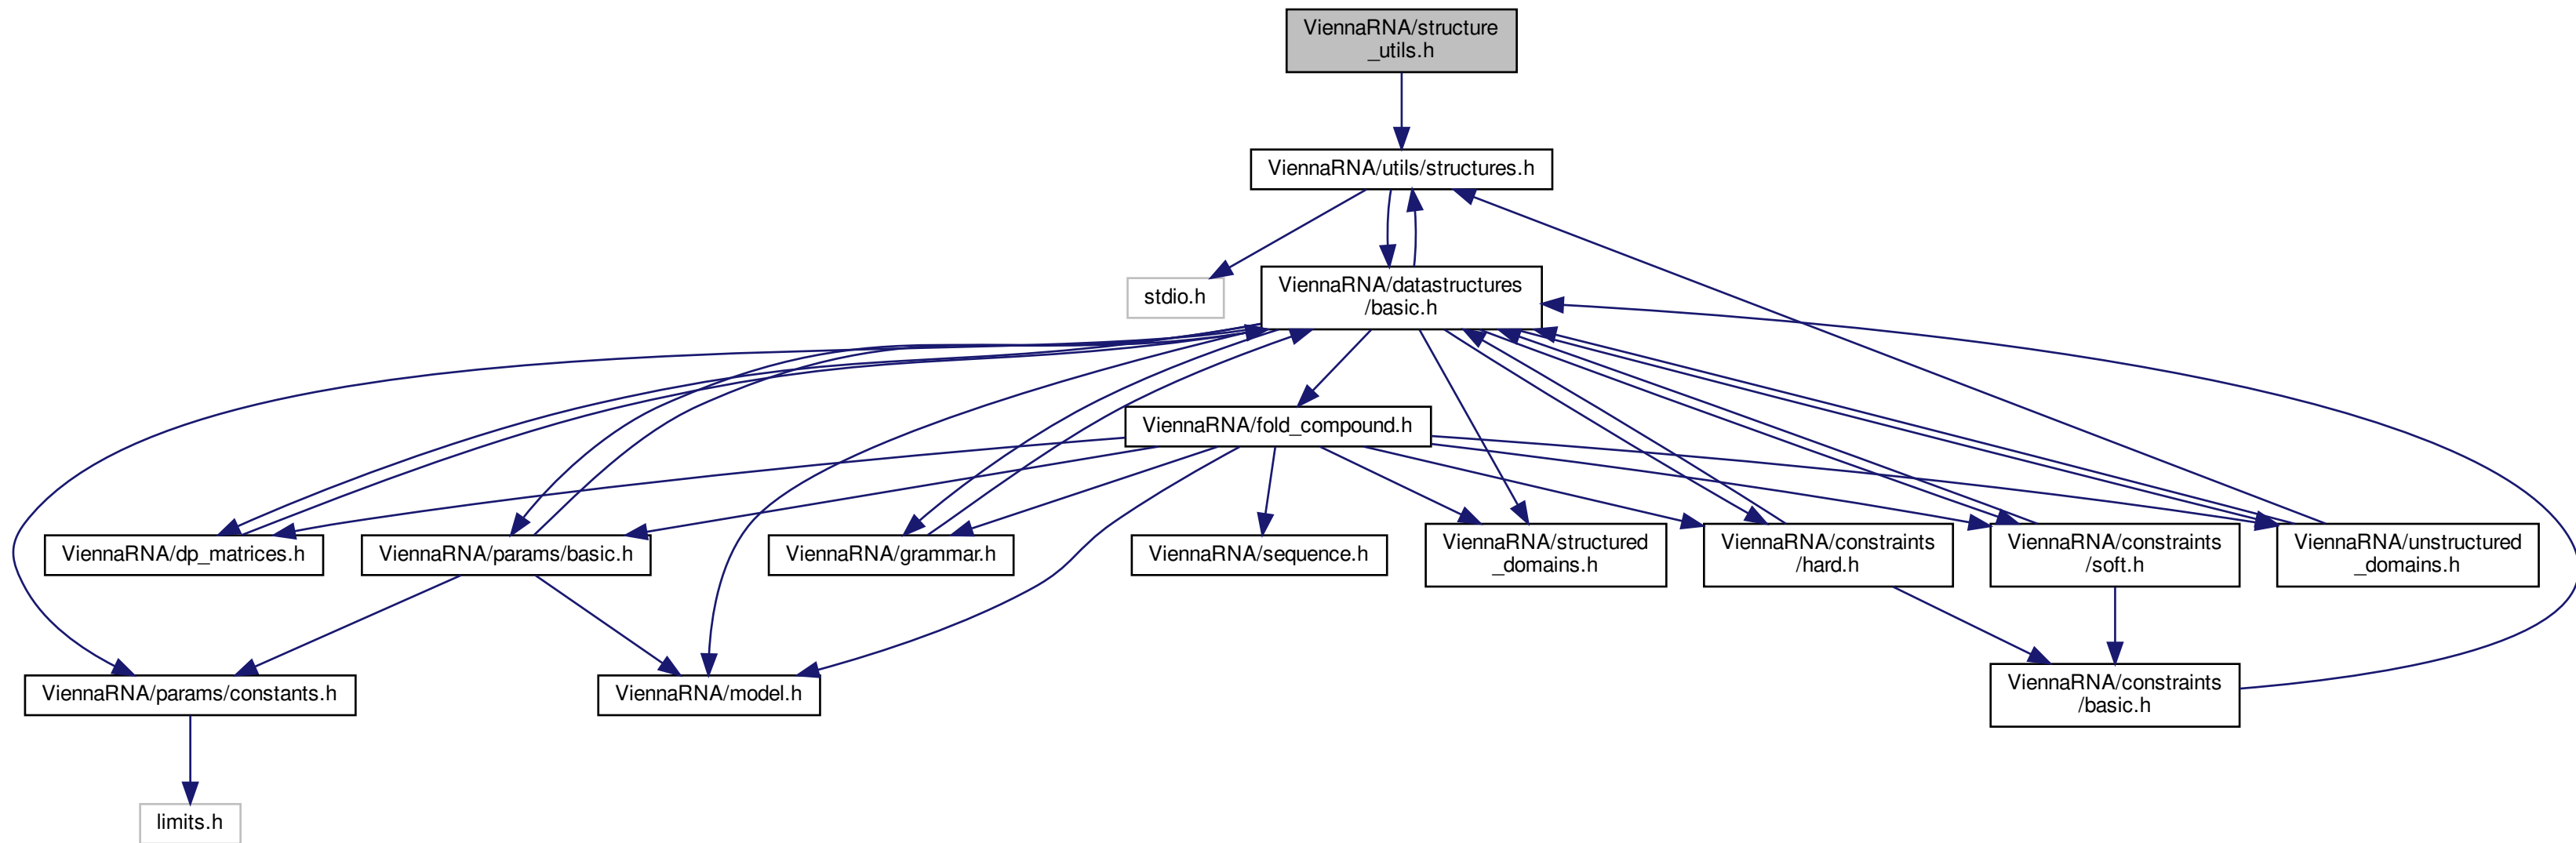 ViennaRNA/structure
_utils.h
ViennaRNA/utils/structures.h
stdio.h
ViennaRNA/datastructures
/basic.h
ViennaRNA/fold_compound.h
ViennaRNA/dp_matrices.h
ViennaRNA/params/basic.h
ViennaRNA/grammar.h
ViennaRNA/sequence.h
ViennaRNA/structured
_domains.h
ViennaRNA/constraints
/hard.h
ViennaRNA/constraints
/soft.h
ViennaRNA/unstructured
_domains.h
ViennaRNA/params/constants.h
ViennaRNA/model.h
ViennaRNA/constraints
/basic.h
limits.h